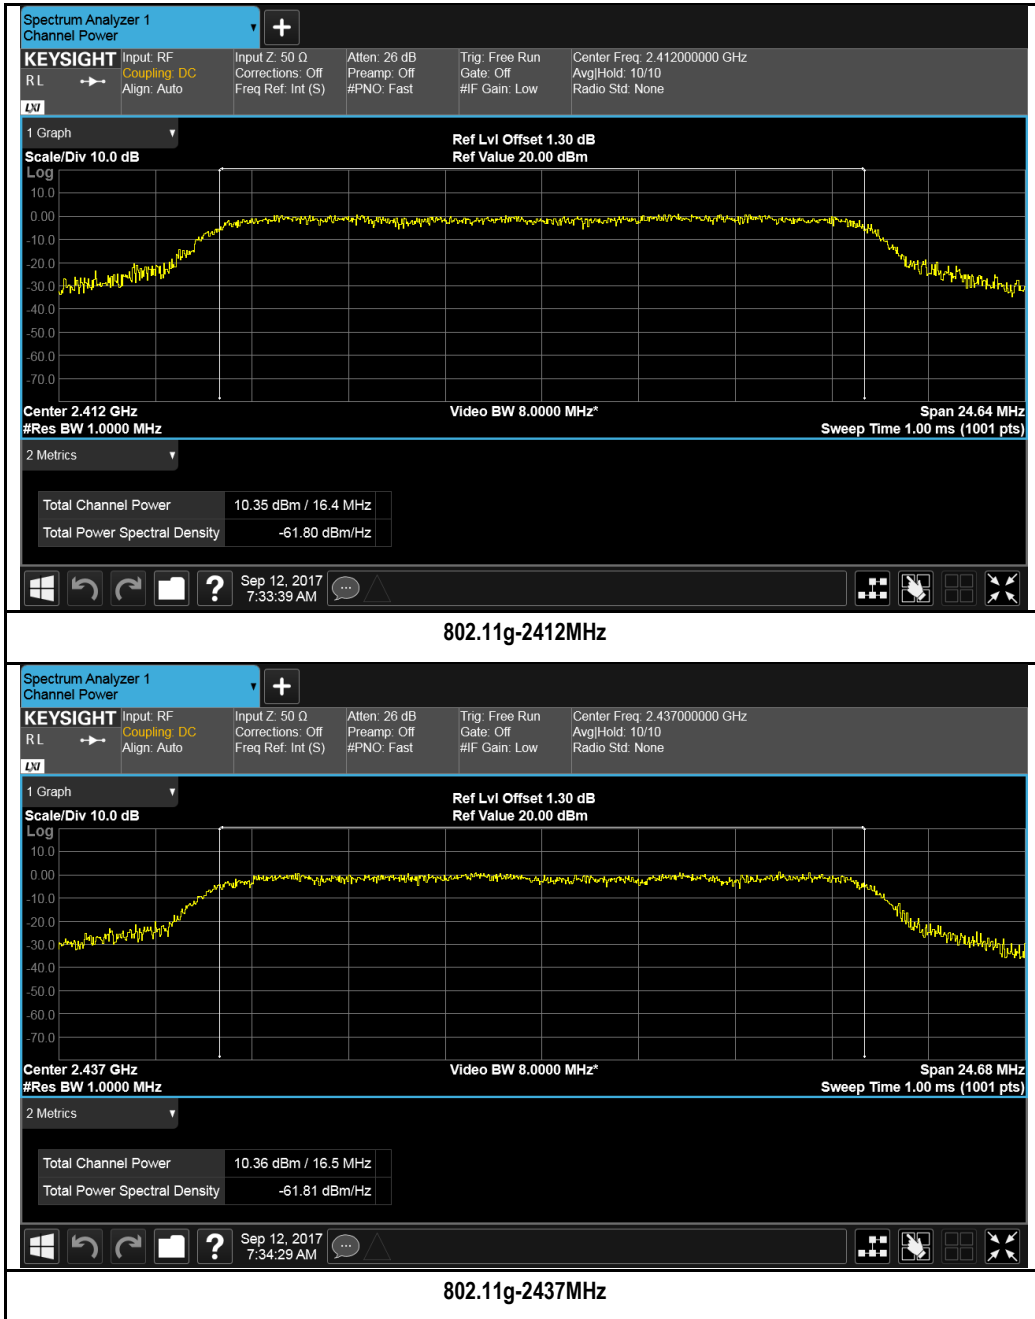 Spectrum Analyzer 1
Channel Power
KEYSIGHT Input: RF Input Z: 50 Ω Atten: 26 dB Trig: Free Run Center Freq: 2.412000000 GHz
RL Coupling: DC Corrections: Off Preamp: Off Gate: Off Avg|Hold: 10/10
Align: Auto Freq Ref: Int (S) #PNO: Fast #IF Gain: Low Radio Std: None
LXI
1 Graph
Ref Lvl Offset 1.30 dB
Scale/Div 10.0 dB Ref Value 20.00 dBm
Log
10.0
0.00
-10.0
-20.0
-30.0
-40.0
-50.0
-60.0
-70.0
Center 2.412 GHz Video BW 8.0000 MHz* Span 24.64 MHz
#Res BW 1.0000 MHz Sweep Time 1.00 ms (1001 pts)
2 Metrics
Total Channel Power 10.35 dBm / 16.4 MHz
Total Power Spectral Density -61.80 dBm/Hz
? Sep 12, 2017
7:33:39 AM
802.11g-2412MHz
Spectrum Analyzer 1
Channel Power
KEYSIGHT Input: RF Input Z: 50 Ω Atten: 26 dB Trig: Free Run Center Freq: 2.437000000 GHz
RL Coupling: DC Corrections: Off Preamp: Off Gate: Off Avg|Hold: 10/10
Align: Auto Freq Ref: Int (S) #PNO: Fast #IF Gain: Low Radio Std: None
LXI
1 Graph
Ref Lvl Offset 1.30 dB
Scale/Div 10.0 dB Ref Value 20.00 dBm
Log
10.0
0.00
-10.0
-20.0
-30.0
-40.0
-50.0
-60.0
-70.0
Center 2.437 GHz Video BW 8.0000 MHz* Span 24.68 MHz
#Res BW 1.0000 MHz Sweep Time 1.00 ms (1001 pts)
2 Metrics
Total Channel Power 10.36 dBm / 16.5 MHz
Total Power Spectral Density -61.81 dBm/Hz
? Sep 12, 2017
7:34:29 AM
802.11g-2437MHz